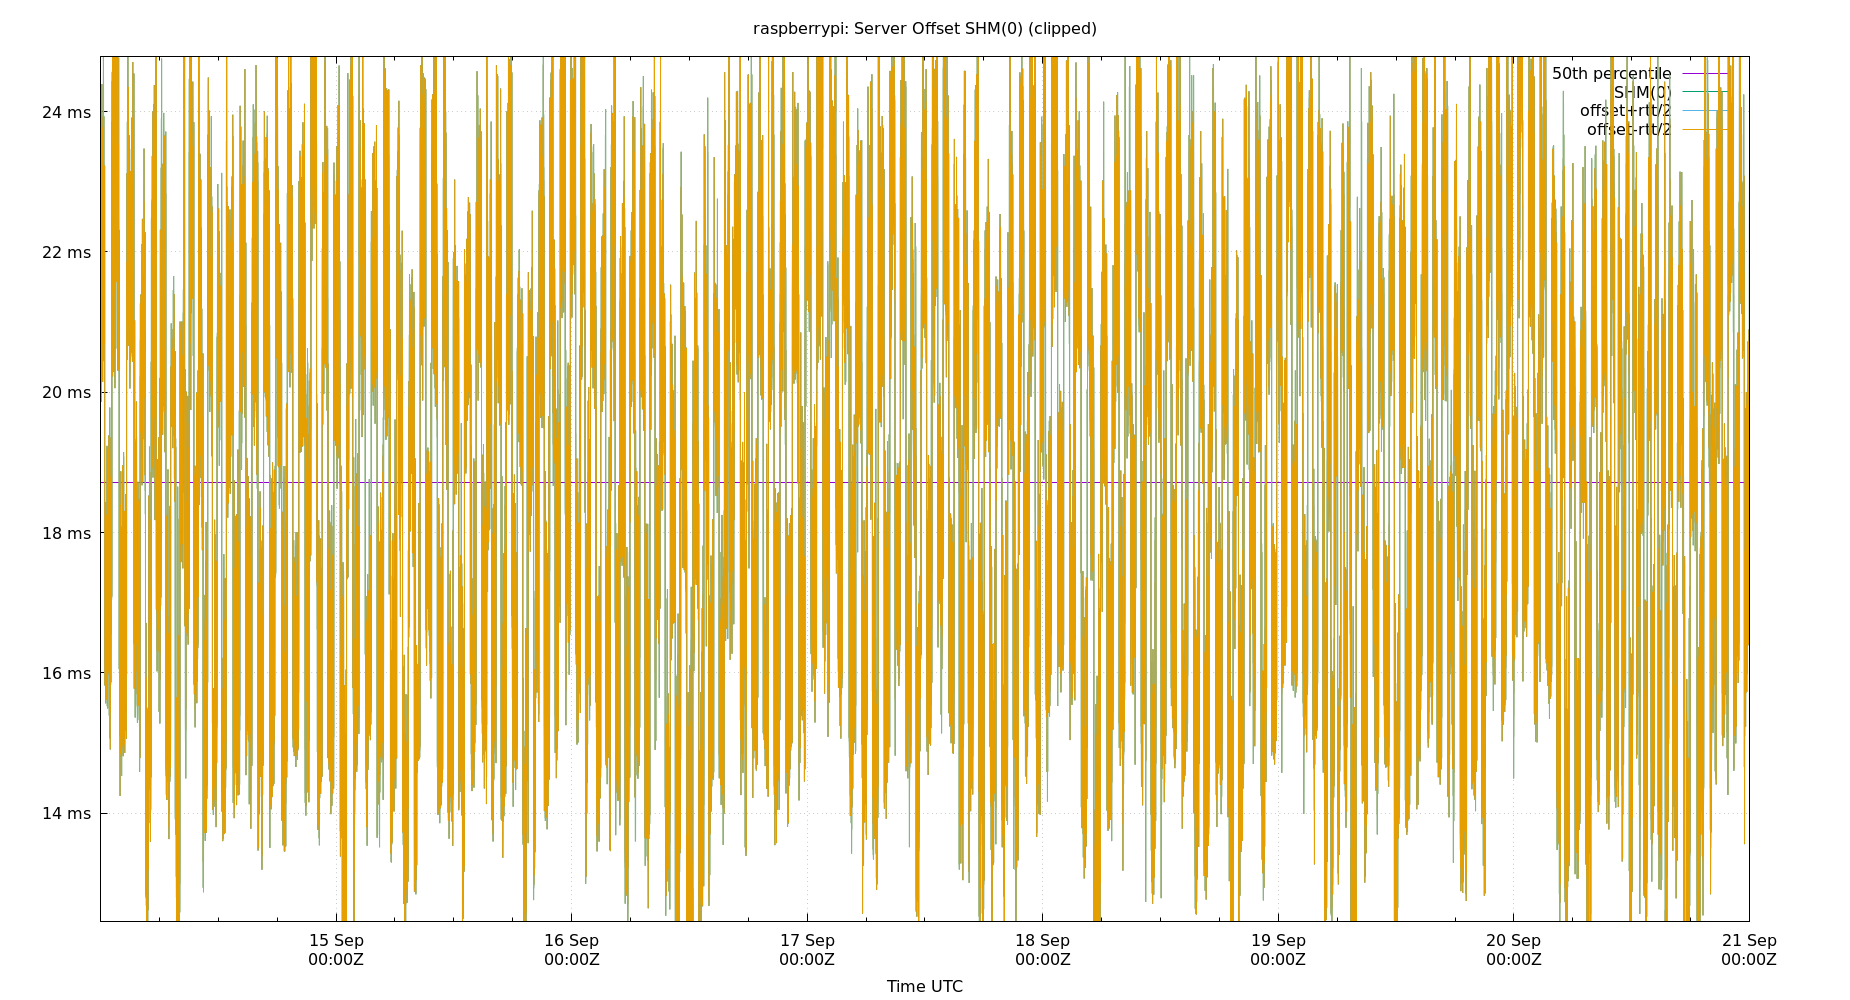 raspberrypi: Server Offset SHM(0) (clipped)
50th percentile
SHM(0)
offset+rtt/2
offset-rtt/2
24 ms
22 ms
20 ms
18 ms
16 ms
14 ms
15 Sep
00:00Z
16 Sep
00:00Z
17 Sep
00:00Z
18 Sep
00:00Z
19 Sep
00:00Z
20 Sep
00:00Z
21 Sep
00:00Z
Time UTC